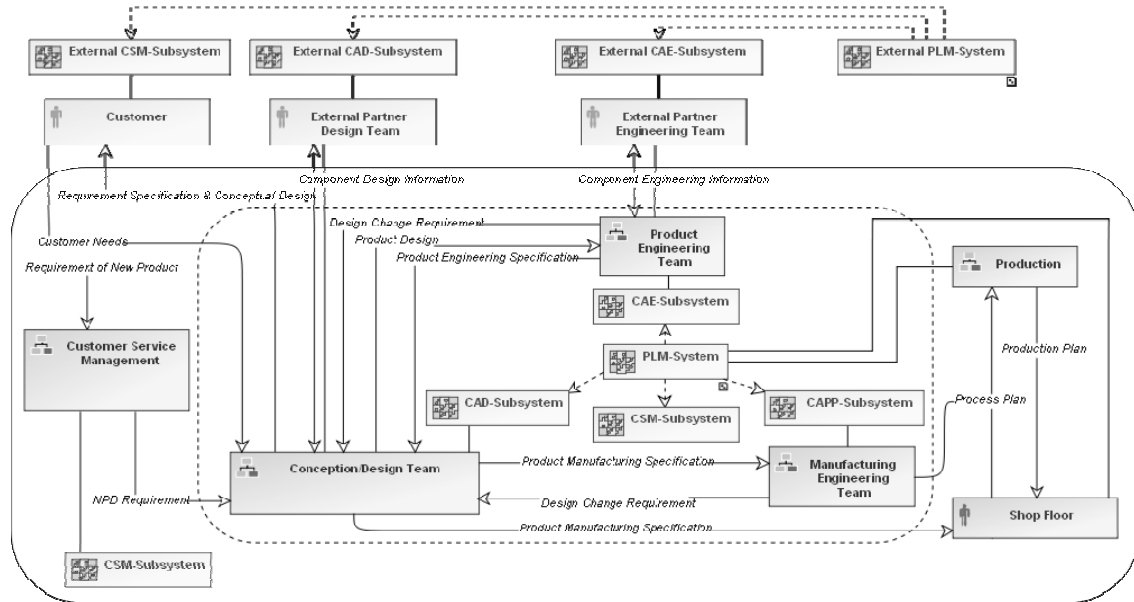 External CSM-Subsystem
External CAD-Subsystem
External CAE-Subsystem
External PLM-System
Customer
External Partner
Design Team
External Partner
Engineering Team
Component Design Information
Component Engineering Information
Requirement Specification & Conceptual Design
Design Change Requirement
Product Design
Product Engineering Specification
Product
Engineering
Team
Customer Needs
Requirement of New Product
Production
CAE-Subsystem
Customer Service
Management
PLM-System
Production Plan
CAD-Subsystem
CSM-Subsystem
CAPP-Subsystem
Process Plan
Conception/Design Team
Product Manufacturing Specification
Manufacturing
Engineering
Team
NPD Requirement
Design Change Requirement
Product Manufacturing Specification
Shop Floor
CSM-Subsystem